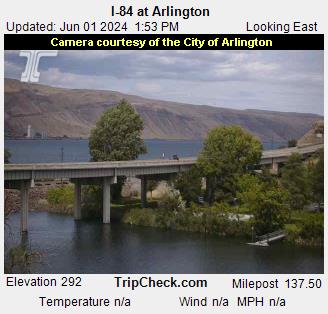 I-84 at Arlington
Updated: Jun 01 2024 1:53 PM Looking East
Camera courtesy of the City of Arlington
Elevation 292 TripCheck.com Milepost 137.50
Temperature n/a Wind n/a MPH n/a